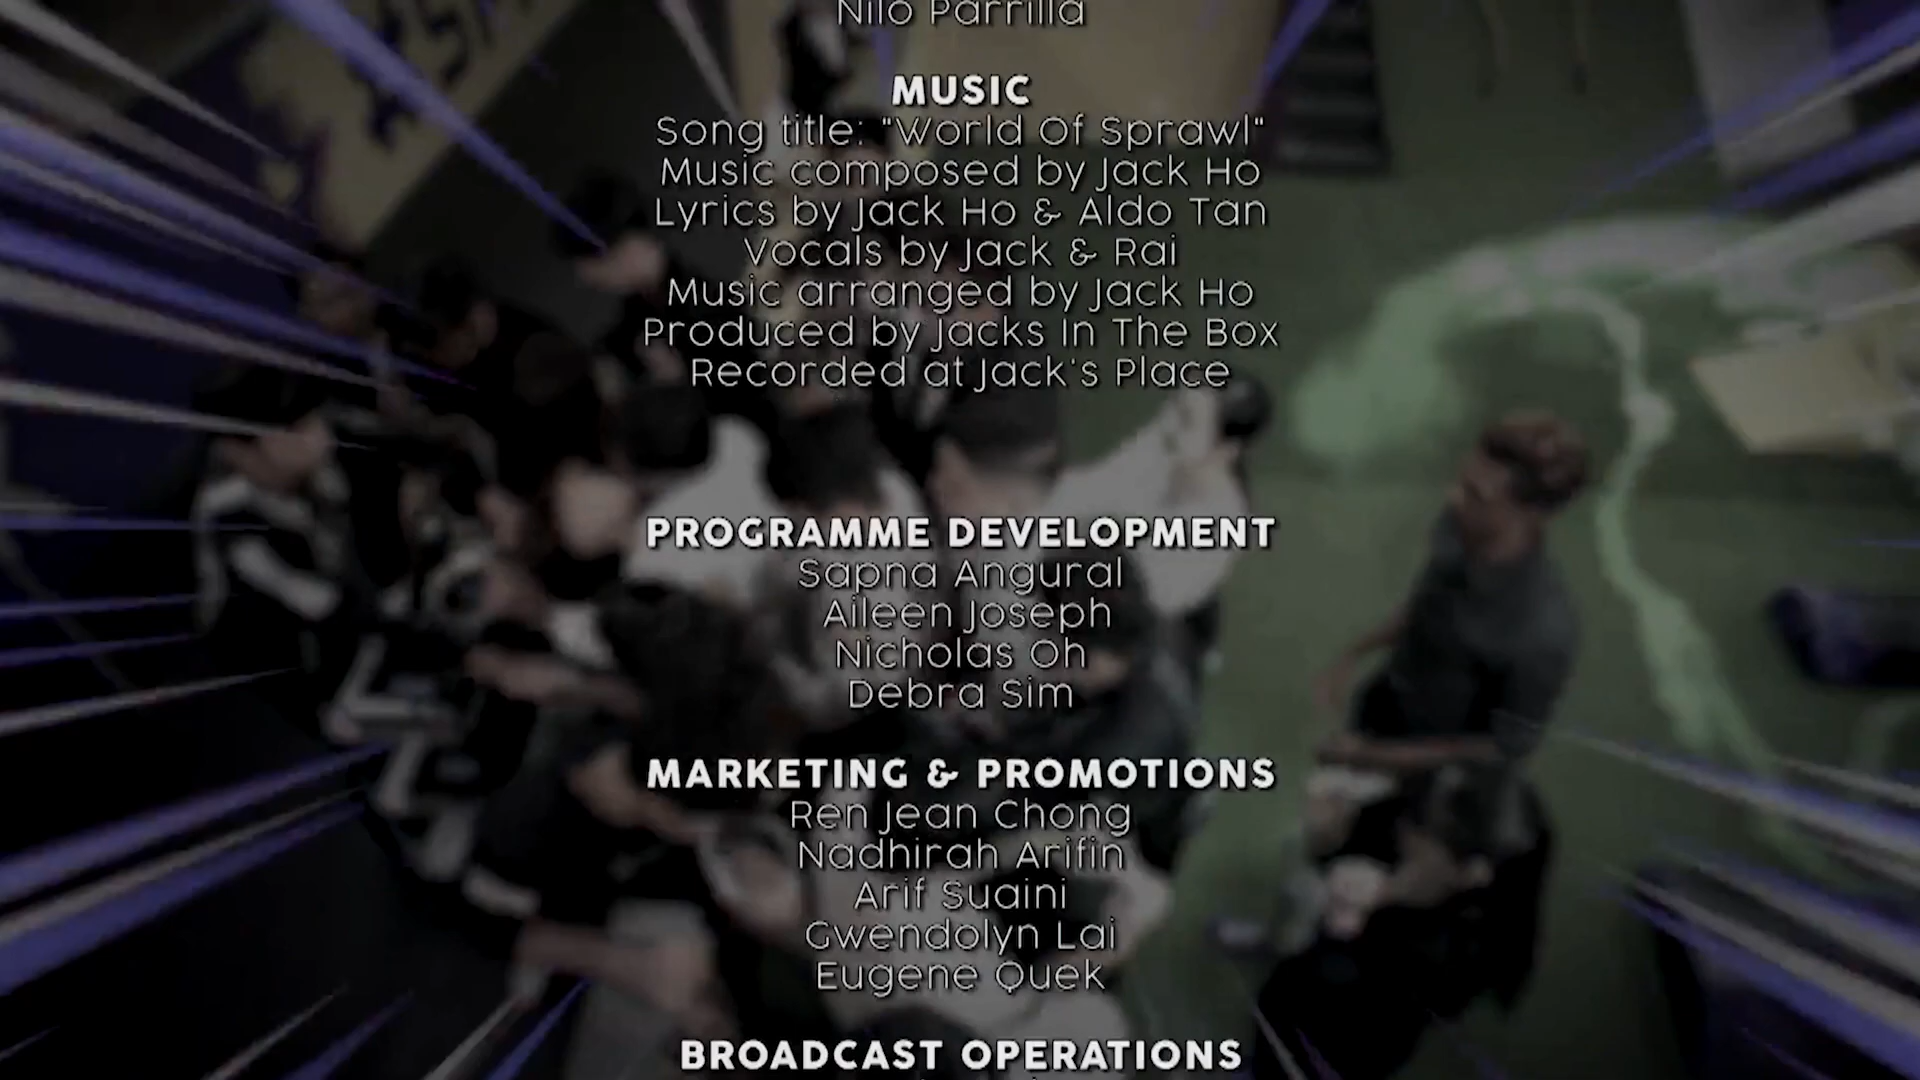 Nilo Parrilla
MUSIC
Song title: "World Of Sprawl"
Music composed by Jack Ho
Lyrics by Jack Ho & Aldo Tan
Vocals by Jack & Rai
Music arranged by Jack Ho
Produced by Jacks In The Box
Recorded at Jack's Place
PROGRAMME DEVELOPMENT
Sapna Angural
Aileen Joseph
Nicholas Oh
Debra Sim
MARKETING & PROMOTIONS
Ren Jean Chong
Nadhirah Arifin
Arif Suaini
Gwendolyn Lai
Eugene Quek
BROADCAST OPERATIONS